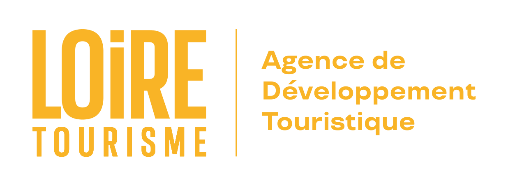 LOiRE
TOURISME
Agence de
Développement
Touristique